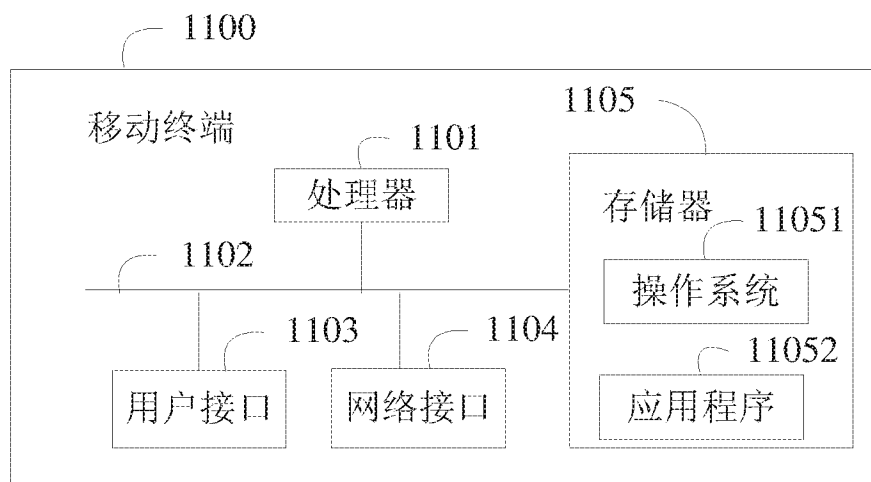 1100
移动终端
1105
1101
处理器
存储器
11051
操作系统
1102
1103
1104
11052
用户接口
网络接口
应用程序